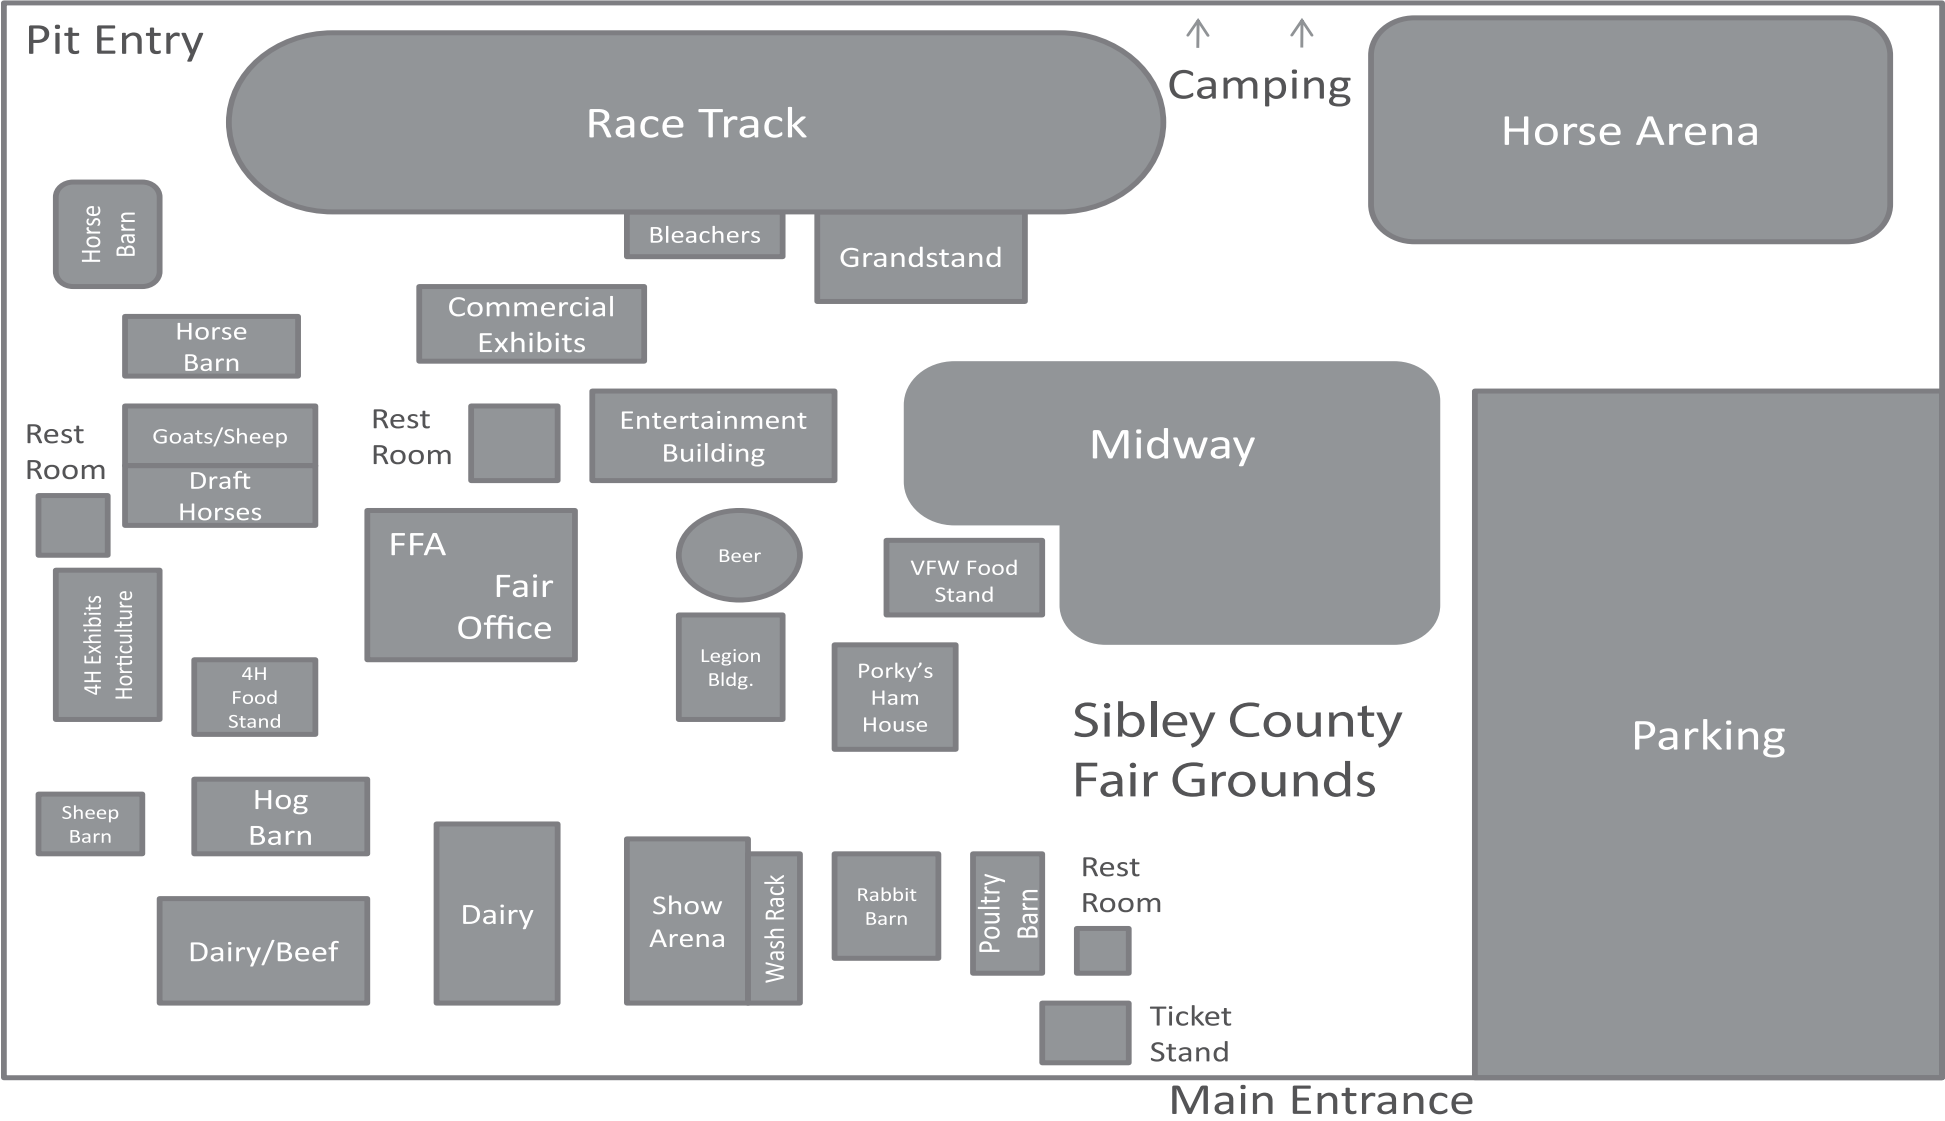 Pit Entry
Race Track
Camping
Horse Arena
Horse
Barn
Bleachers
Grandstand
Commercial
Exhibits
Horse
Barn
Rest
Room
Goats/Sheep
Draft
Horses
Rest
Room
Entertainment
Building
Midway
FFA
Fair
Office
Beer
VFW Food
Stand
4H Exhibits
Horticulture
4H
Food
Stand
Legion
Bldg.
Porky’s
Ham
House
Sibley County
Fair Grounds
Parking
Sheep
Barn
Hog
Barn
Dairy/Beef
Dairy
Show
Arena
Wash Rack
Rabbit
Barn
Poultry
Barn
Rest
Room
Ticket
Stand
Main Entrance